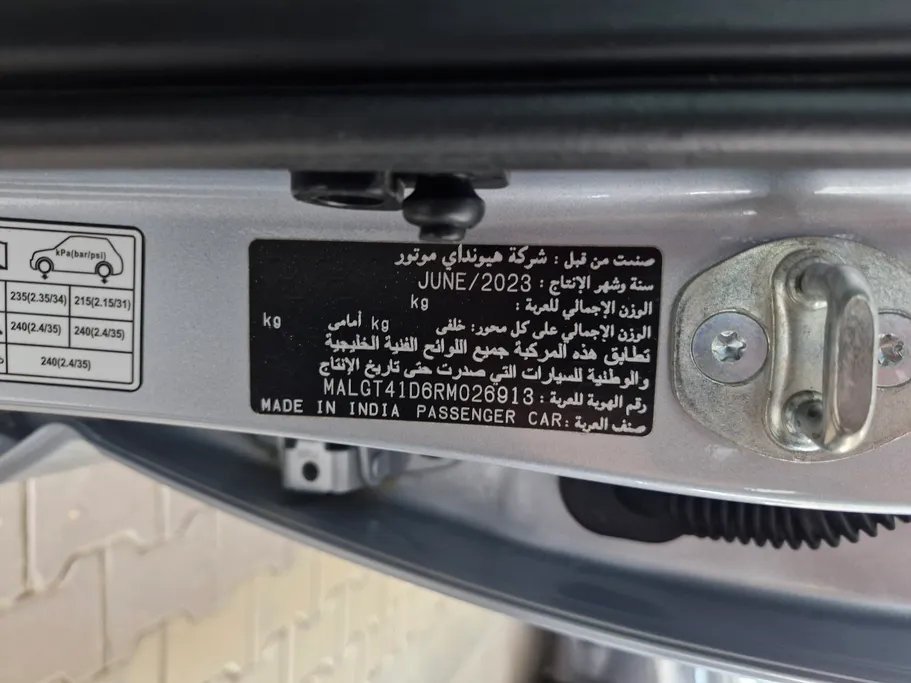 kPa(bar/psi)
235(2.35/34) 215(2.15/31)
240(2.4/35) 240(2.4/35)
240(2.4/35)
صنعت من قبل : شركة هيونداي موتور
سنة وشهر الإنتاج : JUNE/2023
الوزن الإجمالي للعربة : kg
الوزن الإجمالي على كل محور: خلفى kg أمامى kg
تطابق هذه المركبة جميع اللوائح الفنية الخليجية
والوطنية للسيارات التي صدرت حتى تاريخ الإنتاج
رقم الهوية للعربة : MALGT41D6RM026913
صنف العربة : MADE IN INDIA PASSENGER CAR